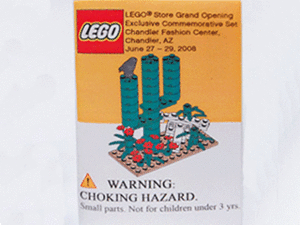 LEGO
LEGO® Store Grand Opening
Exclusive Commemorative Set
Chandler Fashion Center,
Chandler, AZ
June 27 - 29, 2008
WARNING:
CHOKING HAZARD.
Small parts. Not for children under 3 yrs.